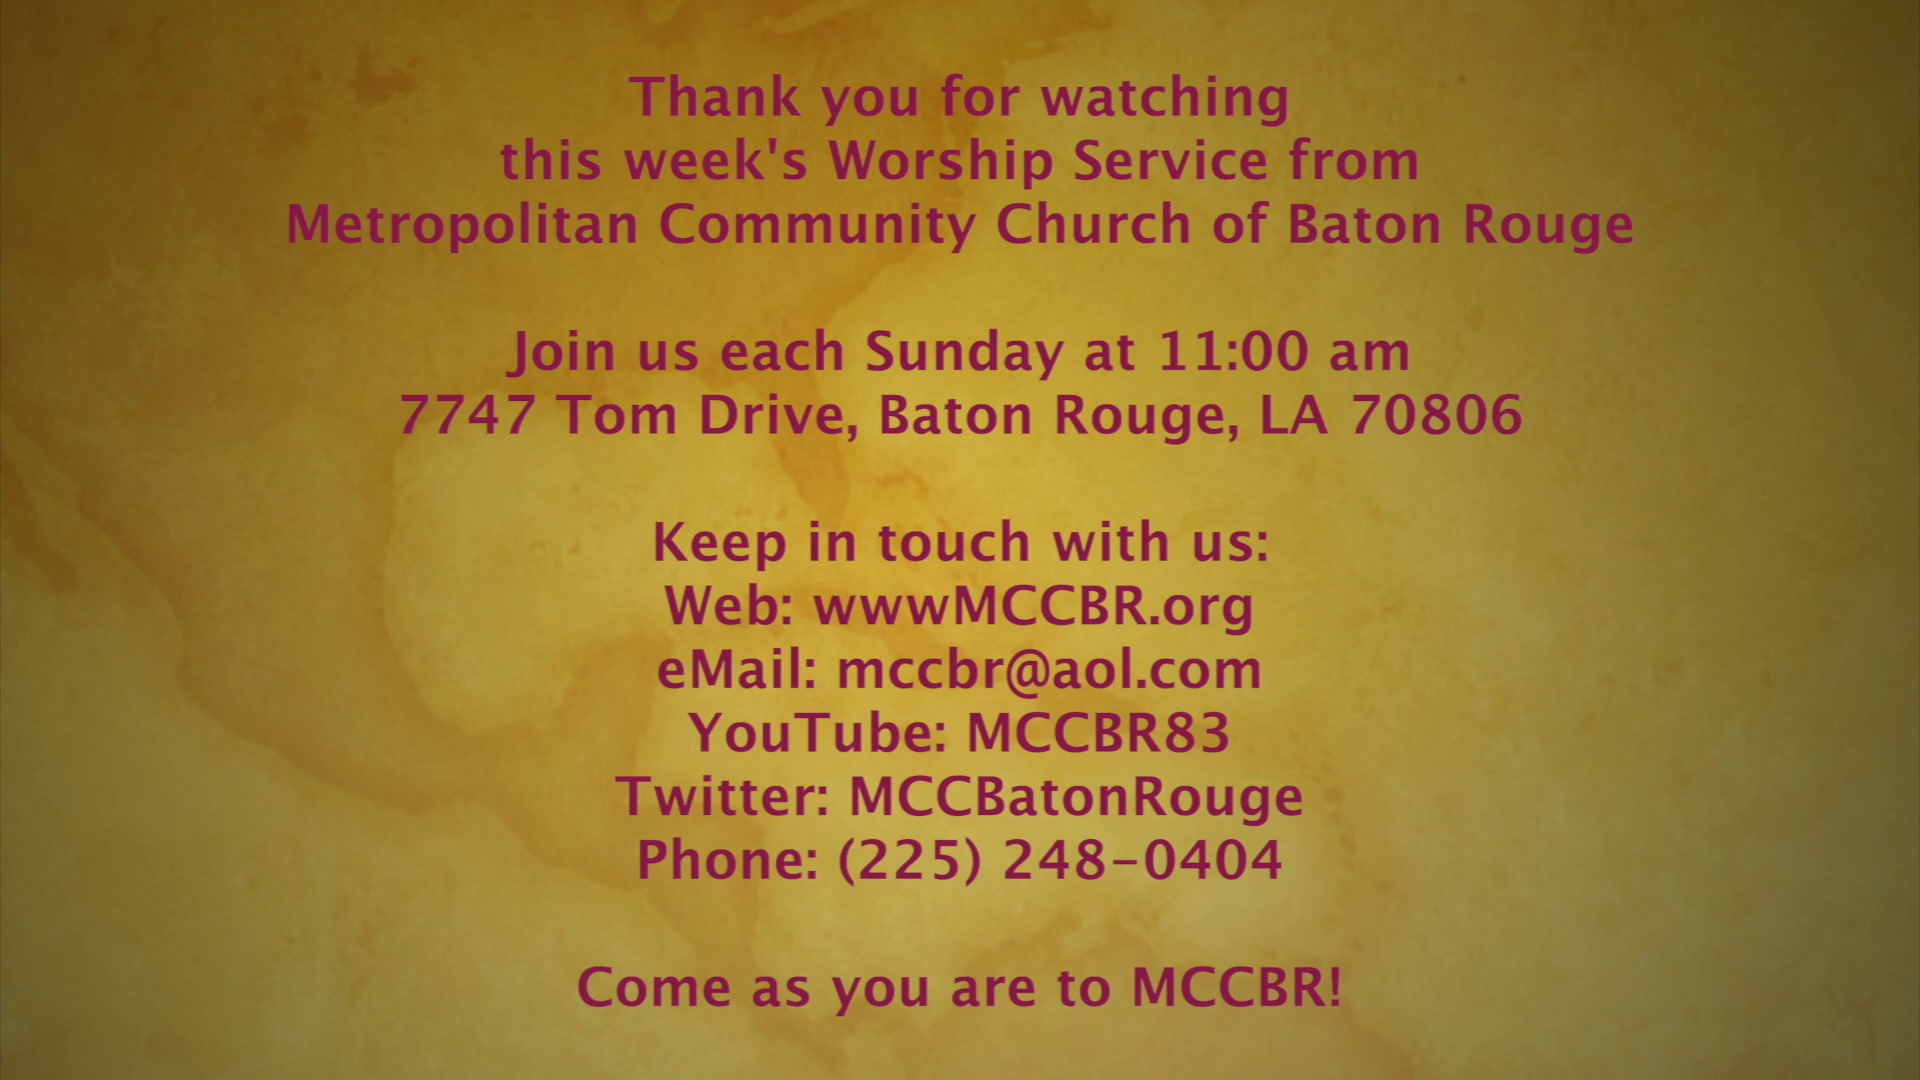 Thank you for watching
this week's Worship Service from
Metropolitan Community Church of Baton Rouge
Join us each Sunday at 11:00 am
7747 Tom Drive, Baton Rouge, LA 70806
Keep in touch with us:
Web: wwwMCCBR.org
eMail: mccbr@aol.com
YouTube: MCCBR83
Twitter: MCCBatonRouge
Phone: (225) 248-0404
Come as you are to MCCBR!